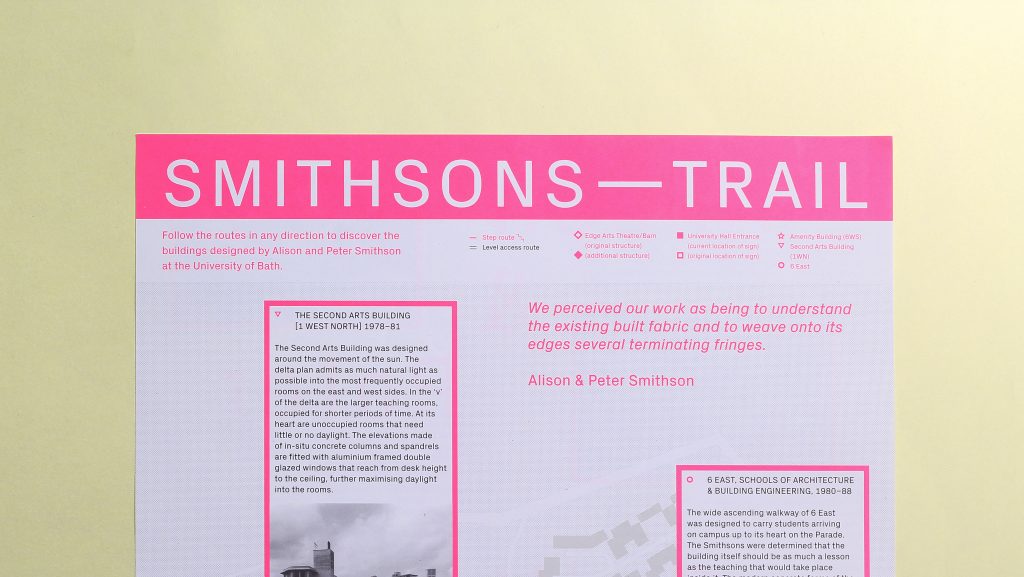 SMITHSONS — TRAIL
Follow the routes in any direction to discover the
buildings designed by Alison and Peter Smithson
at the University of Bath.
Step route
Level access route
Edge Arts Theatre/Barn
(original structure)
(additional structure)
University Hall Entrance
(current location of sign)
(original location of sign)
Amenity Building (6WS)
Second Arts Building
(1WN)
6 East
THE SECOND ARTS BUILDING
[1 WEST NORTH] 1978–81
The Second Arts Building was designed
around the movement of the sun. The
delta plan admits as much natural light as
possible into the most frequently occupied
rooms on the east and west sides. In the ‘v’
of the delta are the larger teaching rooms,
occupied for shorter periods of time. At its
heart are unoccupied rooms that need
little or no daylight. The elevations made
of in-situ concrete columns and spandrels
are fitted with aluminium framed double
glazed windows that reach from desk height
to the ceiling, further maximising daylight
into the rooms.
We perceived our work as being to understand
the existing built fabric and to weave onto its
edges several terminating fringes.
Alison & Peter Smithson
6 EAST, SCHOOLS OF ARCHITECTURE
& BUILDING ENGINEERING, 1980–88
The wide ascending walkway of 6 East
was designed to carry students arriving
on campus up to its heart on the Parade.
The Smithsons were determined that the
building itself should be as much a lesson
as the teaching that would take place